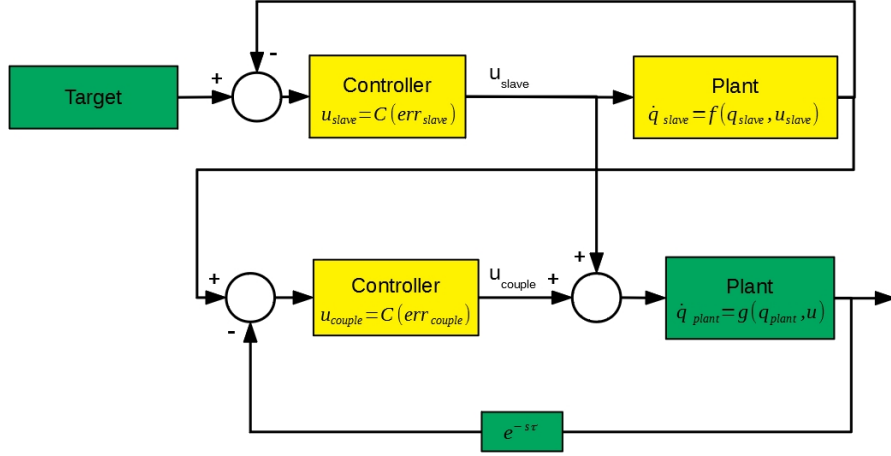 -
Target
+
Controller
u_slave=C(err_slave)
u_slave
Plant
q̇_slave=f(q_slave,u_slave)
+
-
Controller
u_couple=C(err_couple)
u_couple
+
+
Plant
q̇_plant=g(q_plant,u)
e^{-sτ}